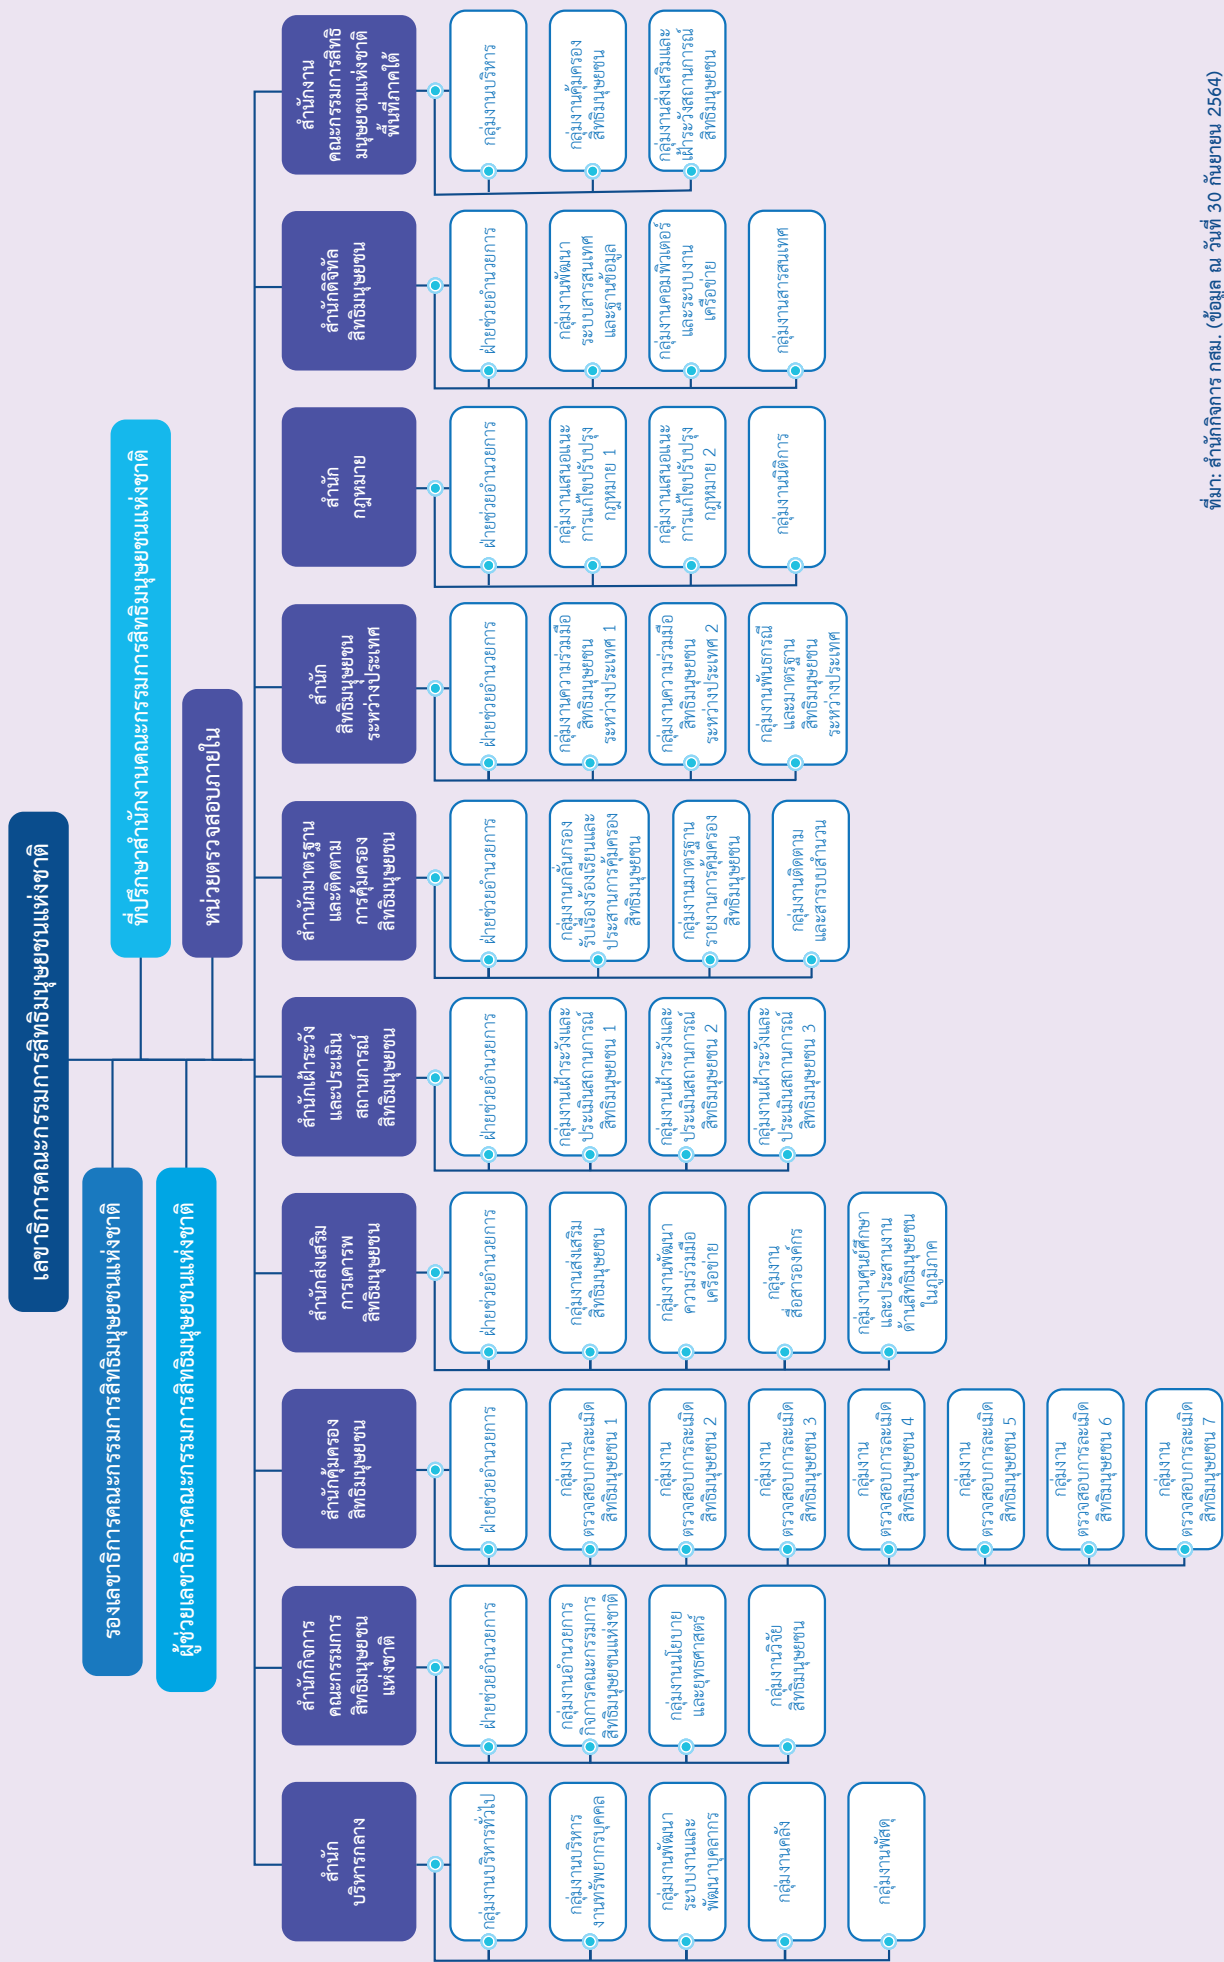 เลขาธิการคณะกรรมการสิทธิมนุษยชนแห่งชาติ
รองเลขาธิการคณะกรรมการสิทธิมนุษยชนแห่งชาติ
ที่ปรึกษาสำนักงานคณะกรรมการสิทธิมนุษยชนแห่งชาติ
ผู้ช่วยเลขาธิการคณะกรรมการสิทธิมนุษยชนแห่งชาติ
หน่วยตรวจสอบภายใน
สำนัก
บริหารกลาง
กลุ่มงานบริหารทั่วไป
กลุ่มงานบริหาร
งานทรัพยากรบุคคล
กลุ่มงานพัฒนา
ระบบงานและ
พัฒนาบุคลากร
กลุ่มงานคลัง
กลุ่มงานพัสดุ
สำนักกิจการ
คณะกรรมการ
สิทธิมนุษยชน
แห่งชาติ
ฝ่ายช่วยอำนวยการ
กลุ่มงานอำนวยการ
กิจการคณะกรรมการ
สิทธิมนุษยชนแห่งชาติ
กลุ่มงานนโยบาย
และยุทธศาสตร์
กลุ่มงานวิจัย
สิทธิมนุษยชน
สำนักคุ้มครอง
สิทธิมนุษยชน
ฝ่ายช่วยอำนวยการ
กลุ่มงาน
ตรวจสอบการละเมิด
สิทธิมนุษยชน 1
กลุ่มงาน
ตรวจสอบการละเมิด
สิทธิมนุษยชน 2
กลุ่มงาน
ตรวจสอบการละเมิด
สิทธิมนุษยชน 3
กลุ่มงาน
ตรวจสอบการละเมิด
สิทธิมนุษยชน 4
กลุ่มงาน
ตรวจสอบการละเมิด
สิทธิมนุษยชน 5
กลุ่มงาน
ตรวจสอบการละเมิด
สิทธิมนุษยชน 6
กลุ่มงาน
ตรวจสอบการละเมิด
สิทธิมนุษยชน 7
สำนักส่งเสริม
การเคารพ
สิทธิมนุษยชน
ฝ่ายช่วยอำนวยการ
กลุ่มงานส่งเสริม
สิทธิมนุษยชน
กลุ่มงานพัฒนา
ความร่วมมือ
เครือข่าย
กลุ่มงาน
สื่อสารองค์กร
กลุ่มงานศูนย์ศึกษา
และประสานงาน
ด้านสิทธิมนุษยชน
ในภูมิภาค
สำนักเฝ้าระวัง
และประเมิน
สถานการณ์
สิทธิมนุษยชน
ฝ่ายช่วยอำนวยการ
กลุ่มงานเฝ้าระวังและ
ประเมินสถานการณ์
สิทธิมนุษยชน 1
กลุ่มงานเฝ้าระวังและ
ประเมินสถานการณ์
สิทธิมนุษยชน 2
กลุ่มงานเฝ้าระวังและ
ประเมินสถานการณ์
สิทธิมนุษยชน 3
สำนักมาตรฐาน
และติดตาม
การคุ้มครอง
สิทธิมนุษยชน
ฝ่ายช่วยอำนวยการ
กลุ่มงานกลั่นกรอง
รับเรื่องร้องเรียนและ
ประสานการคุ้มครอง
สิทธิมนุษยชน
กลุ่มงานมาตรฐาน
รายงานการคุ้มครอง
สิทธิมนุษยชน
กลุ่มงานติดตาม
และสารบบสำนวน
สำนัก
สิทธิมนุษยชน
ระหว่างประเทศ
ฝ่ายช่วยอำนวยการ
กลุ่มงานความร่วมมือ
สิทธิมนุษยชน
ระหว่างประเทศ 1
กลุ่มงานความร่วมมือ
สิทธิมนุษยชน
ระหว่างประเทศ 2
กลุ่มงานพันธกรณี
และมาตรฐาน
สิทธิมนุษยชน
ระหว่างประเทศ
สำนัก
กฎหมาย
ฝ่ายช่วยอำนวยการ
กลุ่มงานเสนอแนะ
การแก้ไขปรับปรุง
กฎหมาย 1
กลุ่มงานเสนอแนะ
การแก้ไขปรับปรุง
กฎหมาย 2
กลุ่มงานนิติการ
สำนักดิจิทัล
สิทธิมนุษยชน
ฝ่ายช่วยอำนวยการ
กลุ่มงานพัฒนา
ระบบสารสนเทศ
และฐานข้อมูล
กลุ่มงานคอมพิวเตอร์
และระบบงาน
เครือข่าย
กลุ่มงานสารสนเทศ
สำนักงาน
คณะกรรมการสิทธิ
มนุษยชนแห่งชาติ
พื้นที่ภาคใต้
กลุ่มงานบริหาร
กลุ่มงานคุ้มครอง
สิทธิมนุษยชน
กลุ่มงานส่งเสริมและ
เฝ้าระวังสถานการณ์
สิทธิมนุษยชน
ที่มา: สำนักกิจการ กสม. (ข้อมูล ณ วันที่ 30 กันยายน 2564)